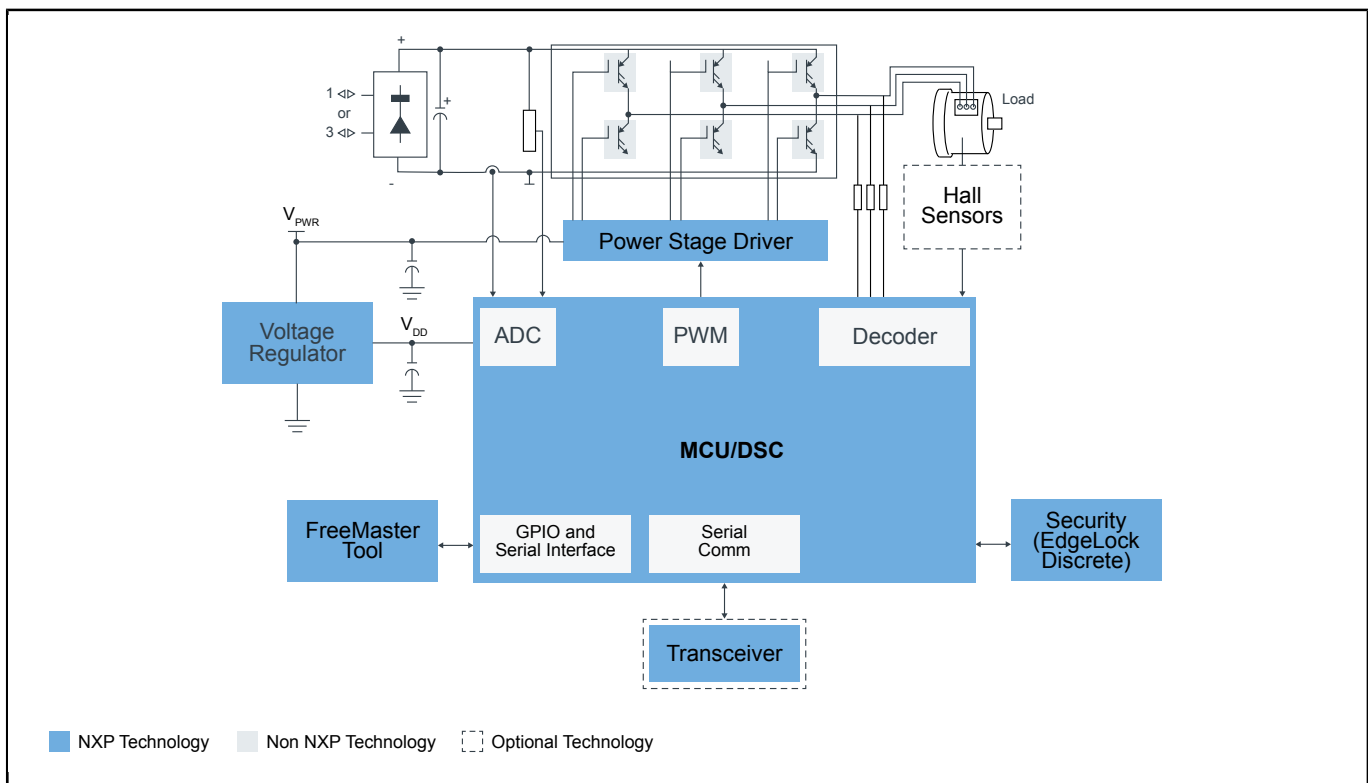 +
+
1
or
3
-
Load
Hall
Sensors
VPWR
Power Stage Driver
Voltage
Regulator
VDD
ADC
PWM
Decoder
MCU/DSC
FreeMaster
Tool
GPIO and
Serial Interface
Serial
Comm
Security
(EdgeLock
Discrete)
Transceiver
NXP Technology
Non NXP Technology
Optional Technology